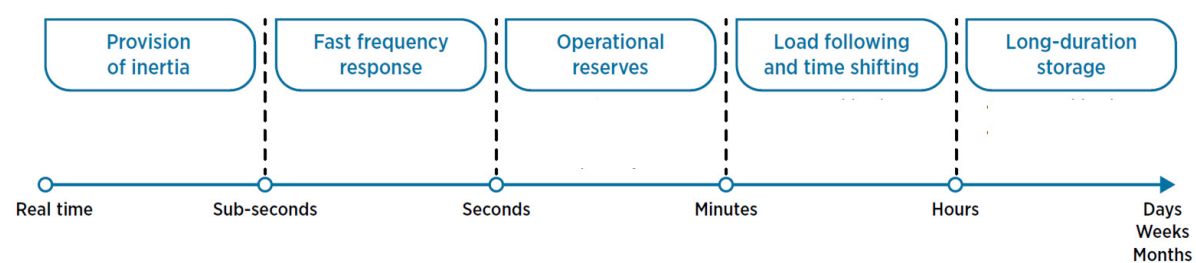 Provision
of inertia
Fast frequency
response
Operational
reserves
Load following
and time shifting
Long-duration
storage
Real time
Sub-seconds
Seconds
Minutes
Hours
Days
Weeks
Months